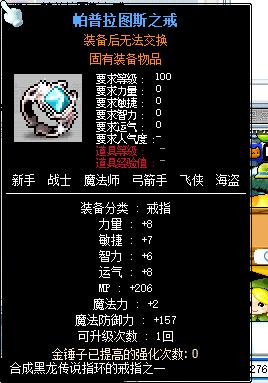 帕普拉图斯之戒
装备后无法交换
固有装备物品
要求等级 : 100
要求力量 : 0
要求敏捷 : 0
要求智力 : 0
要求运气 : 0
要求人气度 : -
道具等级 : -
道具经验值 : -
新手 战士 魔法师 弓箭手 飞侠 海盗
装备分类 : 戒指
力量 : +8
敏捷 : +7
智力 : +6
运气 : +8
MP : +206
魔法力 : +2
魔法防御力 : +157
可升级次数 : 1回
金锤子已提高的强化次数: 0
合成黑龙传说指环的戒指之一
276